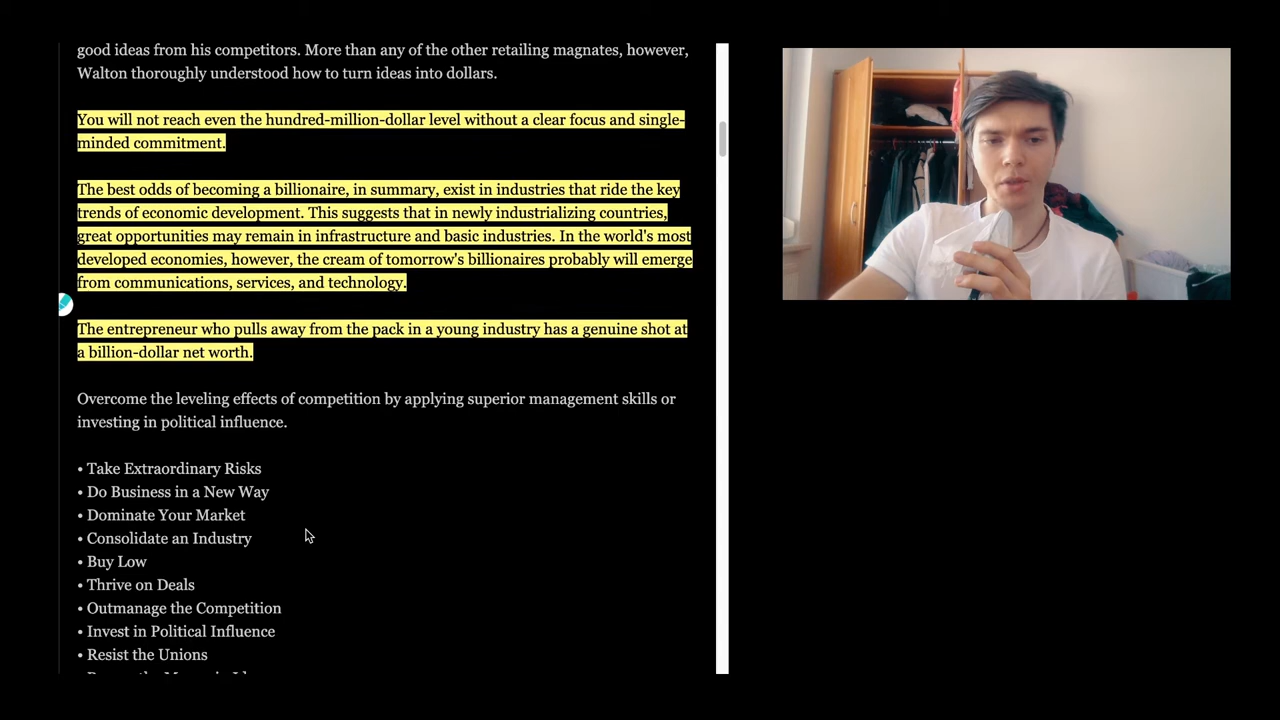 good ideas from his competitors. More than any of the other retailing magnates, however,
Walton thoroughly understood how to turn ideas into dollars.
You will not reach even the hundred-million-dollar level without a clear focus and single-
minded commitment.
The best odds of becoming a billionaire, in summary, exist in industries that ride the key
trends of economic development. This suggests that in newly industrializing countries,
great opportunities may remain in infrastructure and basic industries. In the world's most
developed economies, however, the cream of tomorrow's billionaires probably will emerge
from communications, services, and technology.
The entrepreneur who pulls away from the pack in a young industry has a genuine shot at
a billion-dollar net worth.
Overcome the leveling effects of competition by applying superior management skills or
investing in political influence.
• Take Extraordinary Risks
• Do Business in a New Way
• Dominate Your Market
• Consolidate an Industry
• Buy Low
• Thrive on Deals
• Outmanage the Competition
• Invest in Political Influence
• Resist the Unions